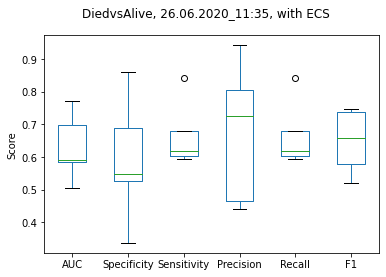 DiedvsAlive, 26.06.2020_11:35, with ECS
0.9
0.8
0.7
0.6
0.5
0.4
Score
AUC Specificity Sensitivity Precision Recall F1